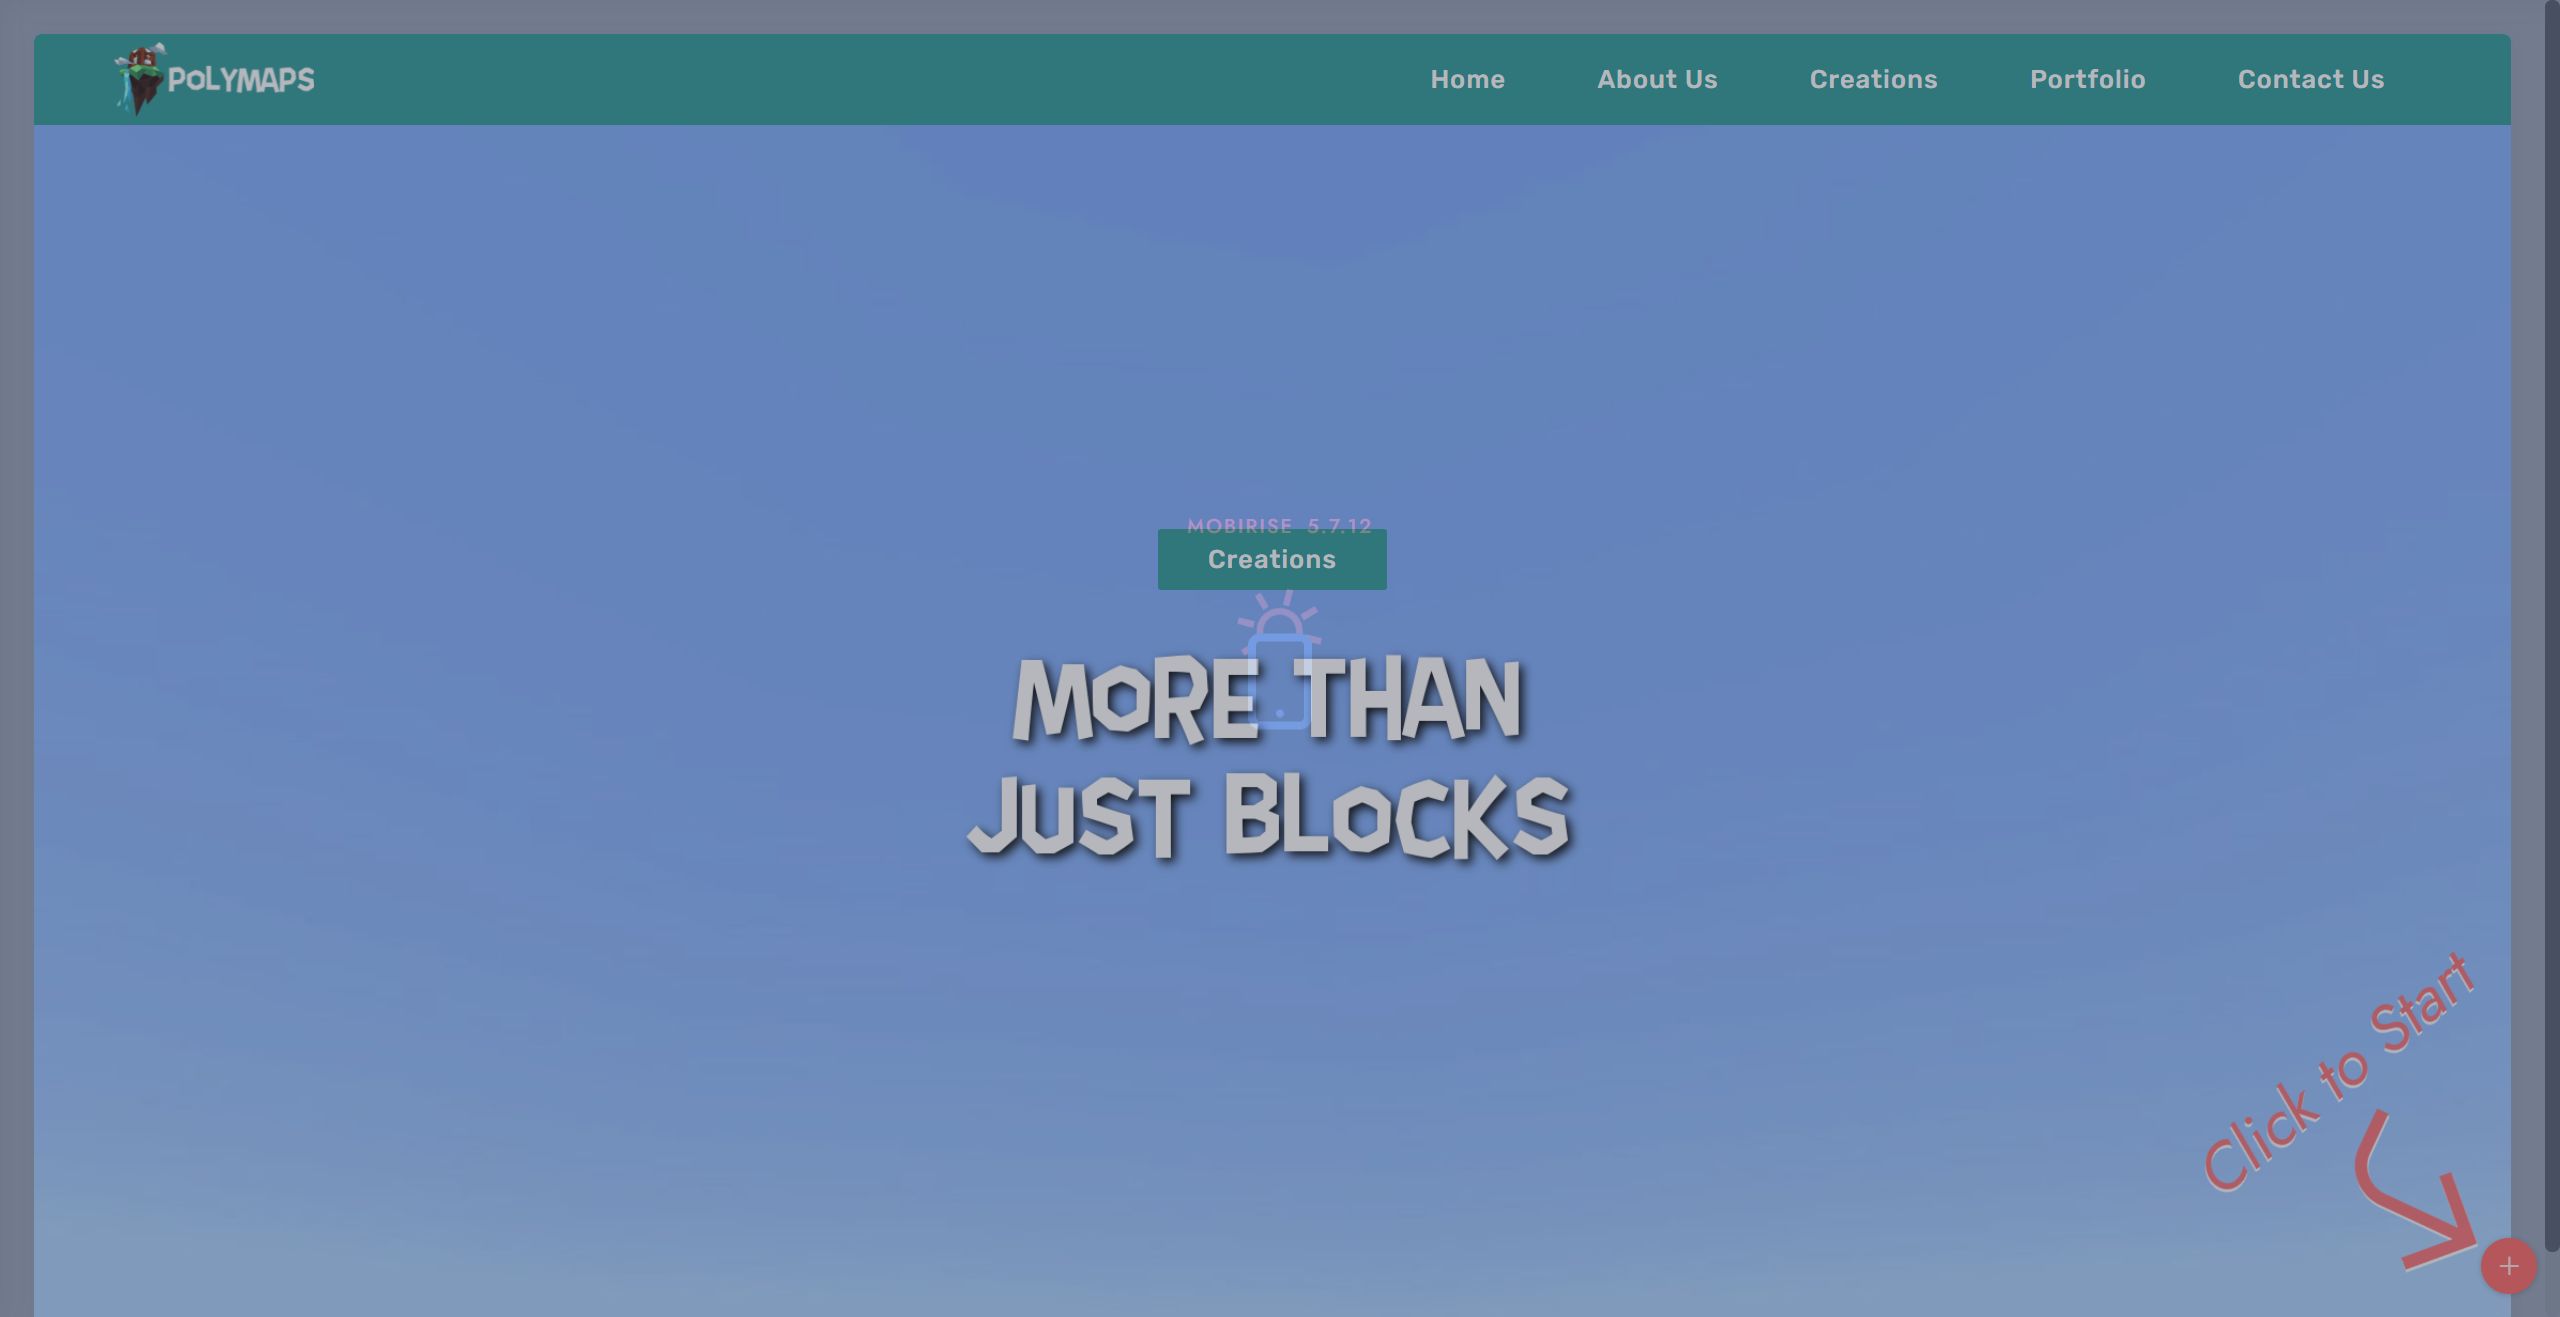 PoLYMAPS
Home About Us Creations Portfolio Contact Us
MOBIRISE 5.7.12
Creations
MoRE THAN
JuST BLoCKS
Click to Start